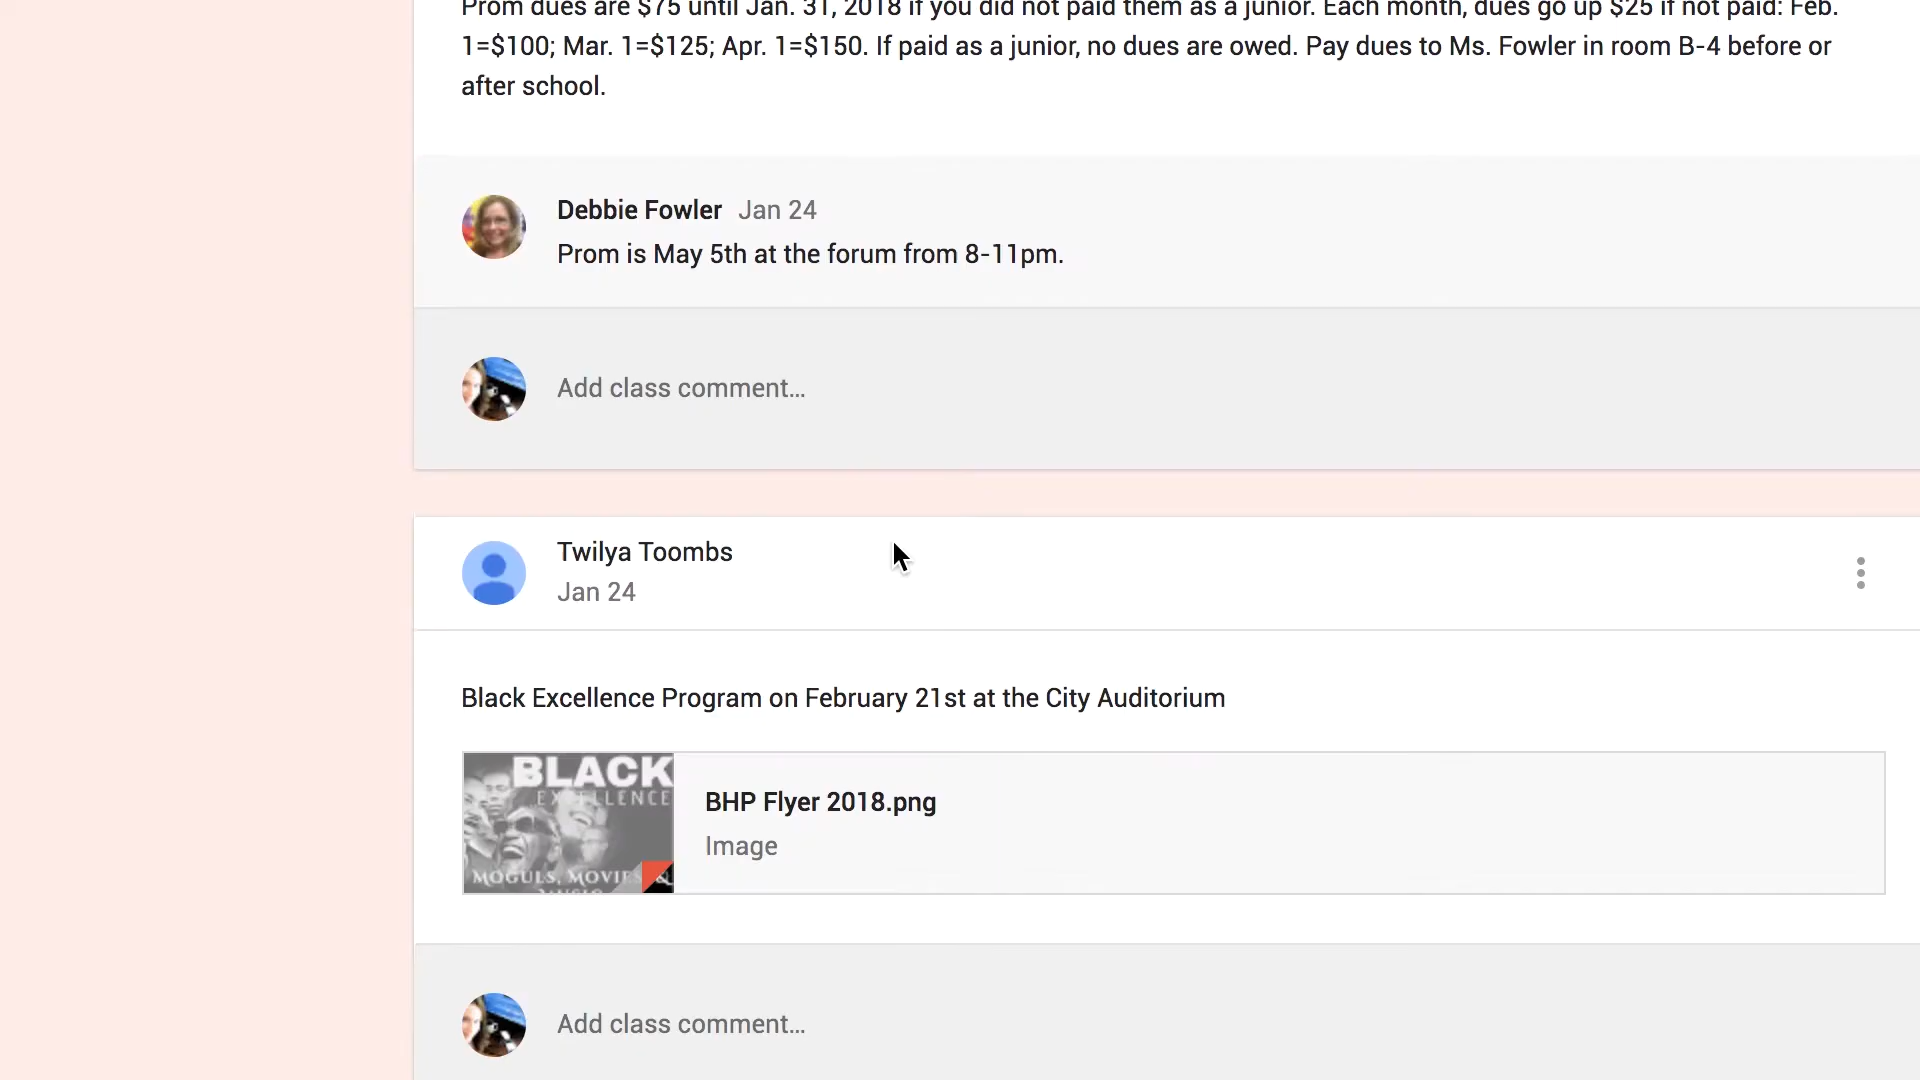 Prom dues are $75 until Jan. 31, 2018 if you did not paid them as a junior. Each month, dues go up $25 if not paid: Feb.
1=$100; Mar. 1=$125; Apr. 1=$150. If paid as a junior, no dues are owed. Pay dues to Ms. Fowler in room B-4 before or
after school.
Debbie Fowler Jan 24
Prom is May 5th at the forum from 8-11pm.
Add class comment...
Twilya Toombs
Jan 24
Black Excellence Program on February 21st at the City Auditorium
BLACK
EXCELLENCE
MOGULS, MOVIES &
MUSIC
BHP Flyer 2018.png
Image
Add class comment...